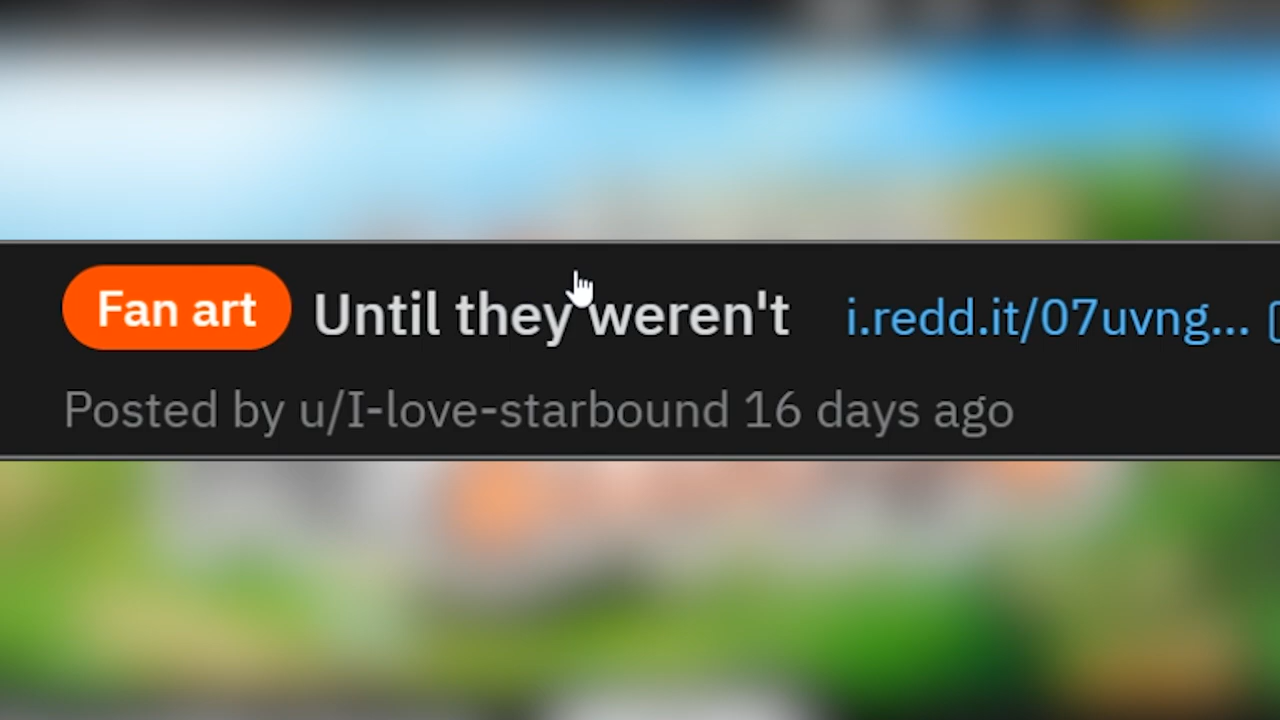 Fan art Until they weren't i.redd.it/07uvng...
Posted by u/I-love-starbound 16 days ago